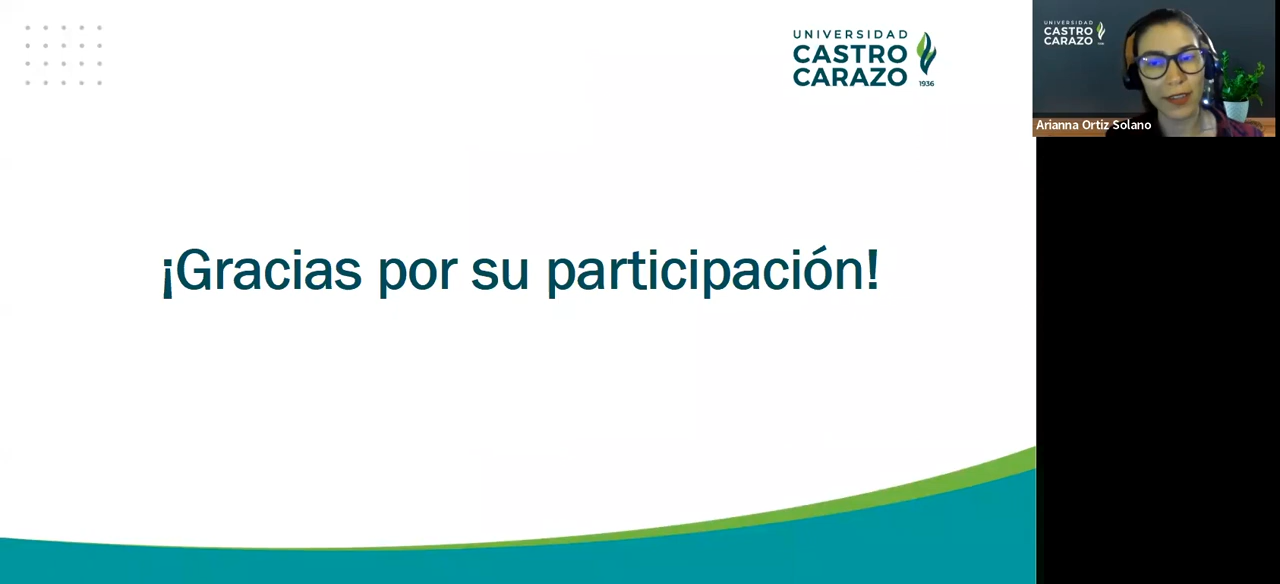 UNIVERSIDAD
CASTRO
CARAZO
1936
¡Gracias por su participación!
UNIVERSIDAD
CASTRO
CARAZO
Arianna Ortiz Solano